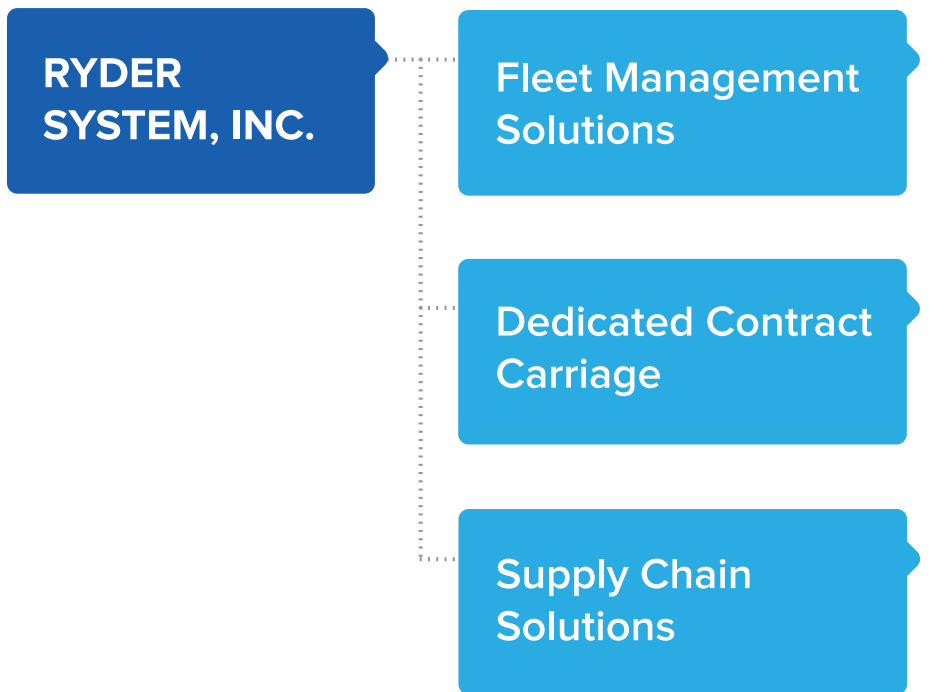 RYDER
SYSTEM, INC.
Fleet Management
Solutions
Dedicated Contract
Carriage
Supply Chain
Solutions